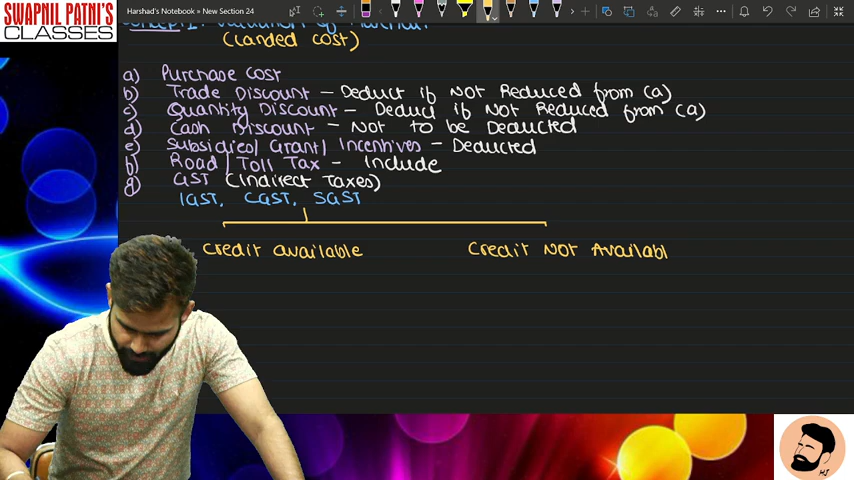 SWAPNIL PATNI'S
CLASSES
Harshad's Notebook » New Section 24
(Landed cost)
a) Purchase Cost
b) Trade Discount - Deduct if Not Reduced from (a)
c) Quantity Discount - Deduct if Not Reduced from (a)
d) Cash Discount - Not to be Deducted
e) Subsidies/ Grant/ Incentives - Deducted
f) Road / Toll Tax - Include
g) GST (Indirect Taxes)
IGST, CGST, SGST
Credit available
Credit Not Availabl
HJ